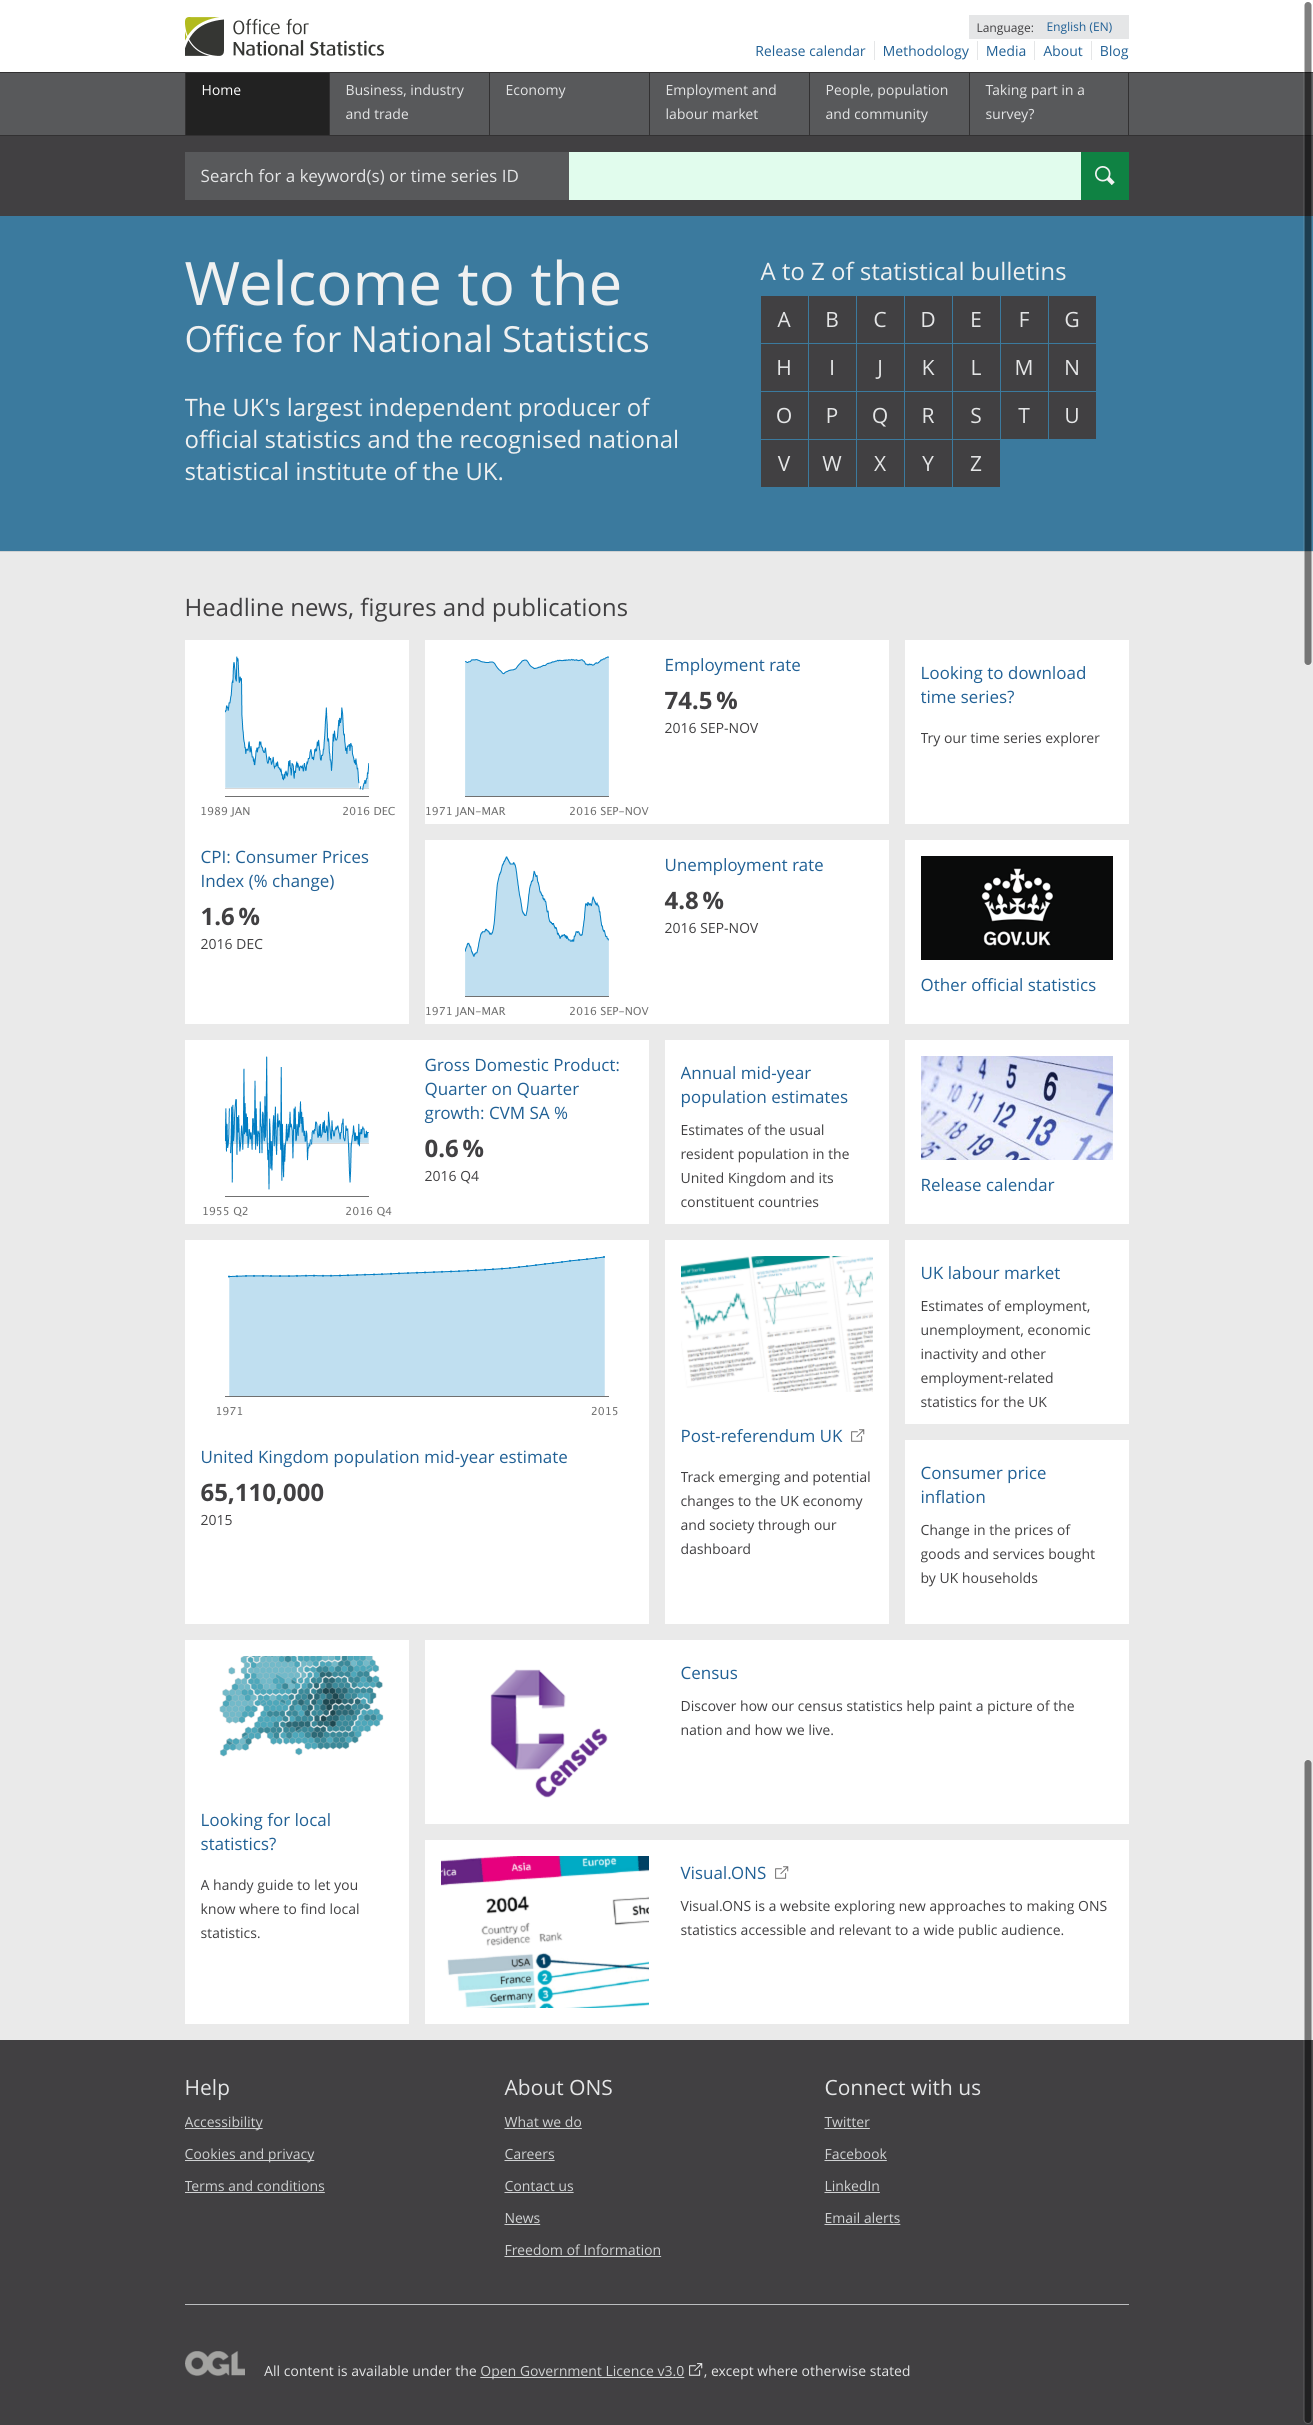 Office for
National Statistics
Language: English (EN)
Release calendar
Methodology
Media
About
Blog
Home
Business, industry
and trade
Economy
Employment and
labour market
People, population
and community
Taking part in a
survey?
Search for a keyword(s) or time series ID
Welcome to the
Office for National Statistics
The UK's largest independent producer of
official statistics and the recognised national
statistical institute of the UK.
A to Z of statistical bulletins
A B C D E F G
H I J K L M N
O P Q R S T U
V W X Y Z
Headline news, figures and publications
1989 JAN 2016 DEC
CPI: Consumer Prices
Index (% change)
1.6 %
2016 DEC
1971 JAN-MAR 2016 SEP-NOV
Employment rate
74.5 %
2016 SEP-NOV
Looking to download
time series?
Try our time series explorer
1971 JAN-MAR 2016 SEP-NOV
Unemployment rate
4.8 %
2016 SEP-NOV
GOV.UK
Other official statistics
1955 Q2 2016 Q4
Gross Domestic Product:
Quarter on Quarter
growth: CVM SA %
0.6 %
2016 Q4
Annual mid-year
population estimates
Estimates of the usual
resident population in the
United Kingdom and its
constituent countries
3 4 5 6 7
9 10 11 12 13 14
17 18 19
Release calendar
1971 2015
United Kingdom population mid-year estimate
65,110,000
2015
Post-referendum UK
Track emerging and potential
changes to the UK economy
and society through our
dashboard
UK labour market
Estimates of employment,
unemployment, economic
inactivity and other
employment-related
statistics for the UK
Consumer price
inflation
Change in the prices of
goods and services bought
by UK households
Looking for local
statistics?
A handy guide to let you
know where to find local
statistics.
Census
Census
Discover how our census statistics help paint a picture of the
nation and how we live.
rica Asia Europe
2004
Sho
Country of
residence Rank
USA 1
France 2
Germany 3
Visual.ONS
Visual.ONS is a website exploring new approaches to making ONS
statistics accessible and relevant to a wide public audience.
Help
Accessibility
Cookies and privacy
Terms and conditions
About ONS
What we do
Careers
Contact us
News
Freedom of Information
Connect with us
Twitter
Facebook
LinkedIn
Email alerts
OGL
All content is available under the Open Government Licence v3.0, except where otherwise stated